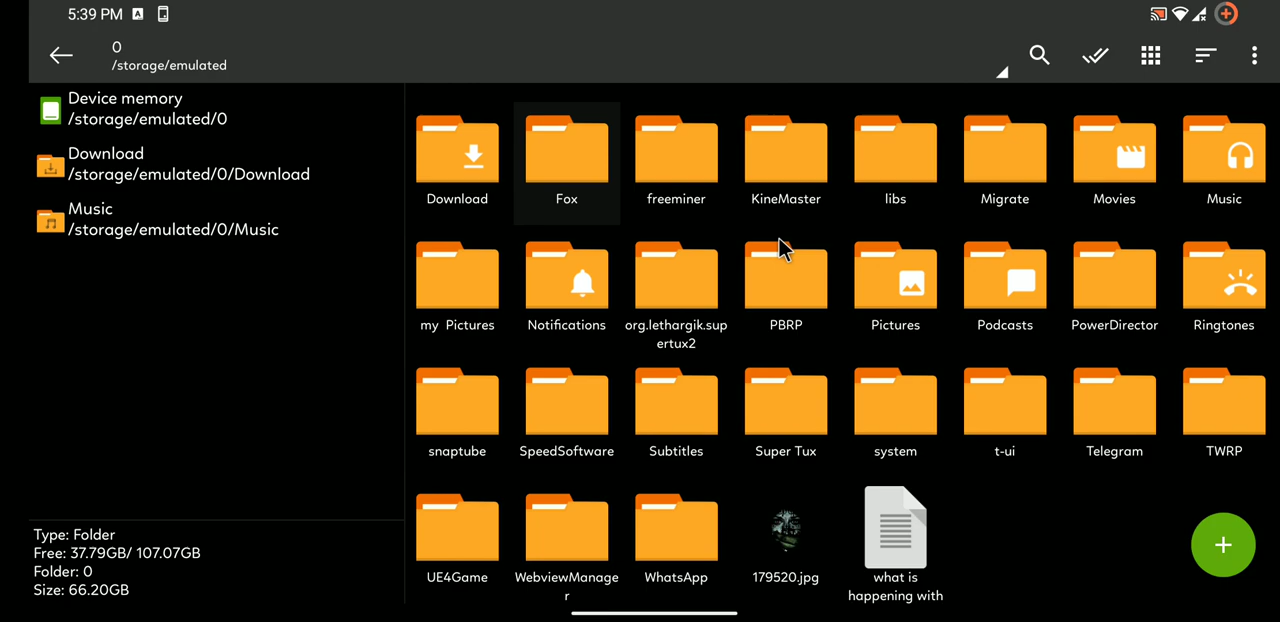 5:39 PM
0
/storage/emulated
Device memory
/storage/emulated/0
Download
/storage/emulated/0/Download
Music
/storage/emulated/0/Music
Type: Folder
Free: 37.79GB/ 107.07GB
Folder: 0
Size: 66.20GB
Download
Fox
freeminer
KineMaster
libs
Migrate
Movies
Music
my Pictures
Notifications
org.lethargik.sup
ertux2
PBRP
Pictures
Podcasts
PowerDirector
Ringtones
snaptube
SpeedSoftware
Subtitles
Super Tux
system
t-ui
Telegram
TWRP
UE4Game
WebviewManage
r
WhatsApp
179520.jpg
what is
happening with